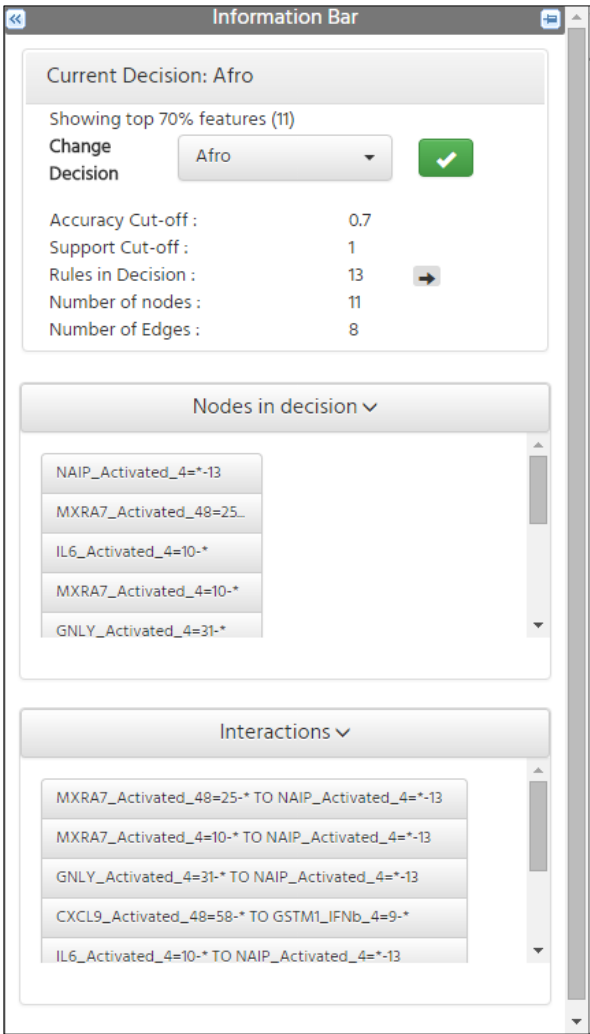 Information Bar
Current Decision: Afro
Showing top 70% features (11)
Change
Decision
Afro
Accuracy Cut-off : 0.7
Support Cut-off : 1
Rules in Decision : 13
Number of nodes : 11
Number of Edges : 8
Nodes in decision
NAIP_Activated_4=*-13
MXRA7_Activated_48=25...
IL6_Activated_4=10-*
MXRA7_Activated_4=10-*
GNLY_Activated_4=31-*
Interactions
MXRA7_Activated_48=25-* TO NAIP_Activated_4=*-13
MXRA7_Activated_4=10-* TO NAIP_Activated_4=*-13
GNLY_Activated_4=31-* TO NAIP_Activated_4=*-13
CXCL9_Activated_48=58-* TO GSTM1_IFNb_4=9-*
IL6_Activated_4=10-* TO NAIP_Activated_4=*-13